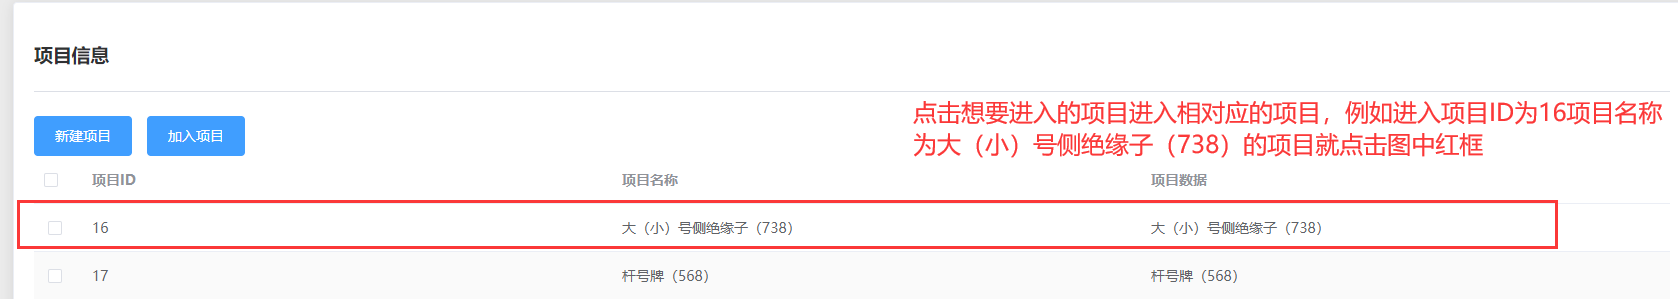 项目信息
点击想要进入的项目进入相对应的项目，例如进入项目ID为16项目名称
为大（小）号侧绝缘子（738）的项目就点击图中红框
新建项目 加入项目
项目ID 项目名称 项目数据
16 大（小）号侧绝缘子（738） 大（小）号侧绝缘子（738）
17 杆号牌（568） 杆号牌（568）